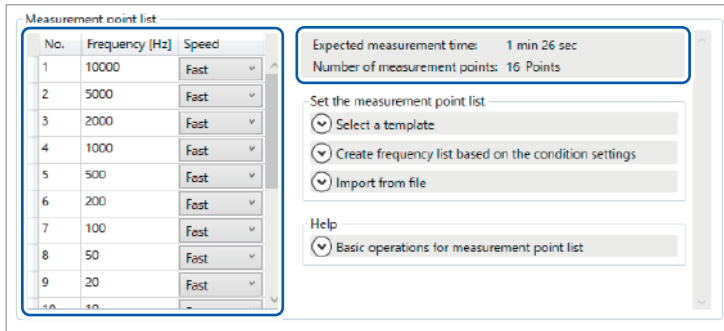 Measurement point list
No. Frequency [Hz] Speed
1 10000 Fast
2 5000 Fast
3 2000 Fast
4 1000 Fast
5 500 Fast
6 200 Fast
7 100 Fast
8 50 Fast
9 20 Fast
10 10
Expected measurement time: 1 min 26 sec
Number of measurement points: 16 Points
Set the measurement point list
Select a template
Create frequency list based on the condition settings
Import from file
Help
Basic operations for measurement point list